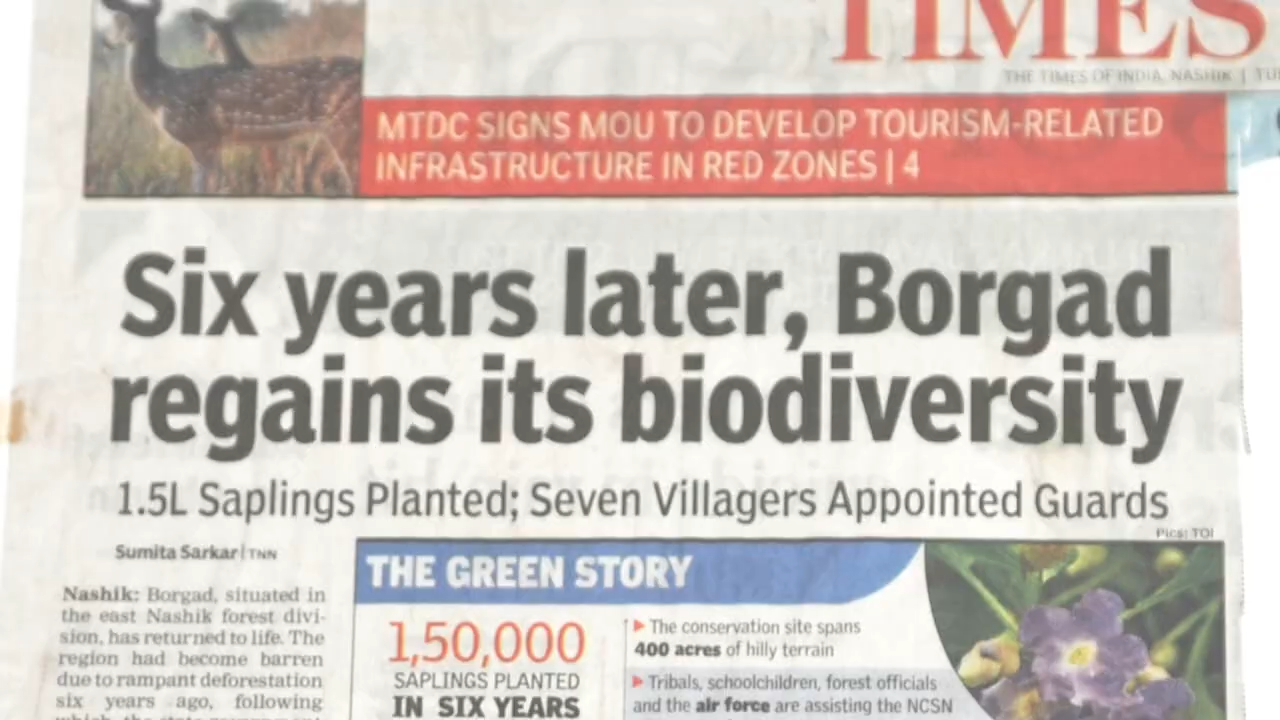 TIMES
THE TIMES OF INDIA, NASHIK |
MTDC SIGNS MOU TO DEVELOP TOURISM-RELATED
INFRASTRUCTURE IN RED ZONES | 4
Six years later, Borgad
regains its biodiversity
1.5L Saplings Planted; Seven Villagers Appointed Guards
Pics: TOI
Sumita Sarkar | TNN
Nashik: Borgad, situated in
the east Nashik forest divi-
sion, has returned to life. The
region had become barren
due to rampant deforestation
six years ago, following
THE GREEN STORY
1,50,000
SAPLINGS PLANTED
IN SIX YEARS
▶ The conservation site spans
400 acres of hilly terrain
▶ Tribals, schoolchildren, forest officials
and the air force are assisting the NCSN